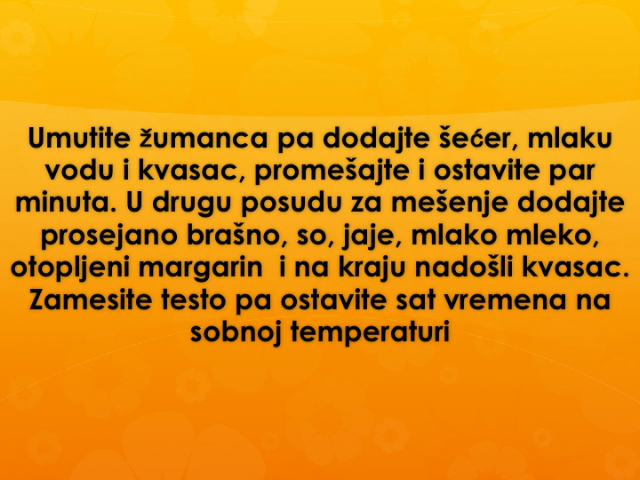 Umutite žumanca pa dodajte šećer, mlaku
vodu i kvasac, promešajte i ostavite par
minuta. U drugu posudu za mešenje dodajte
prosejano brašno, so, jaje, mlako mleko,
otopljeni margarin  i na kraju nadošli kvasac.
Zamesite testo pa ostavite sat vremena na
sobnoj temperaturi